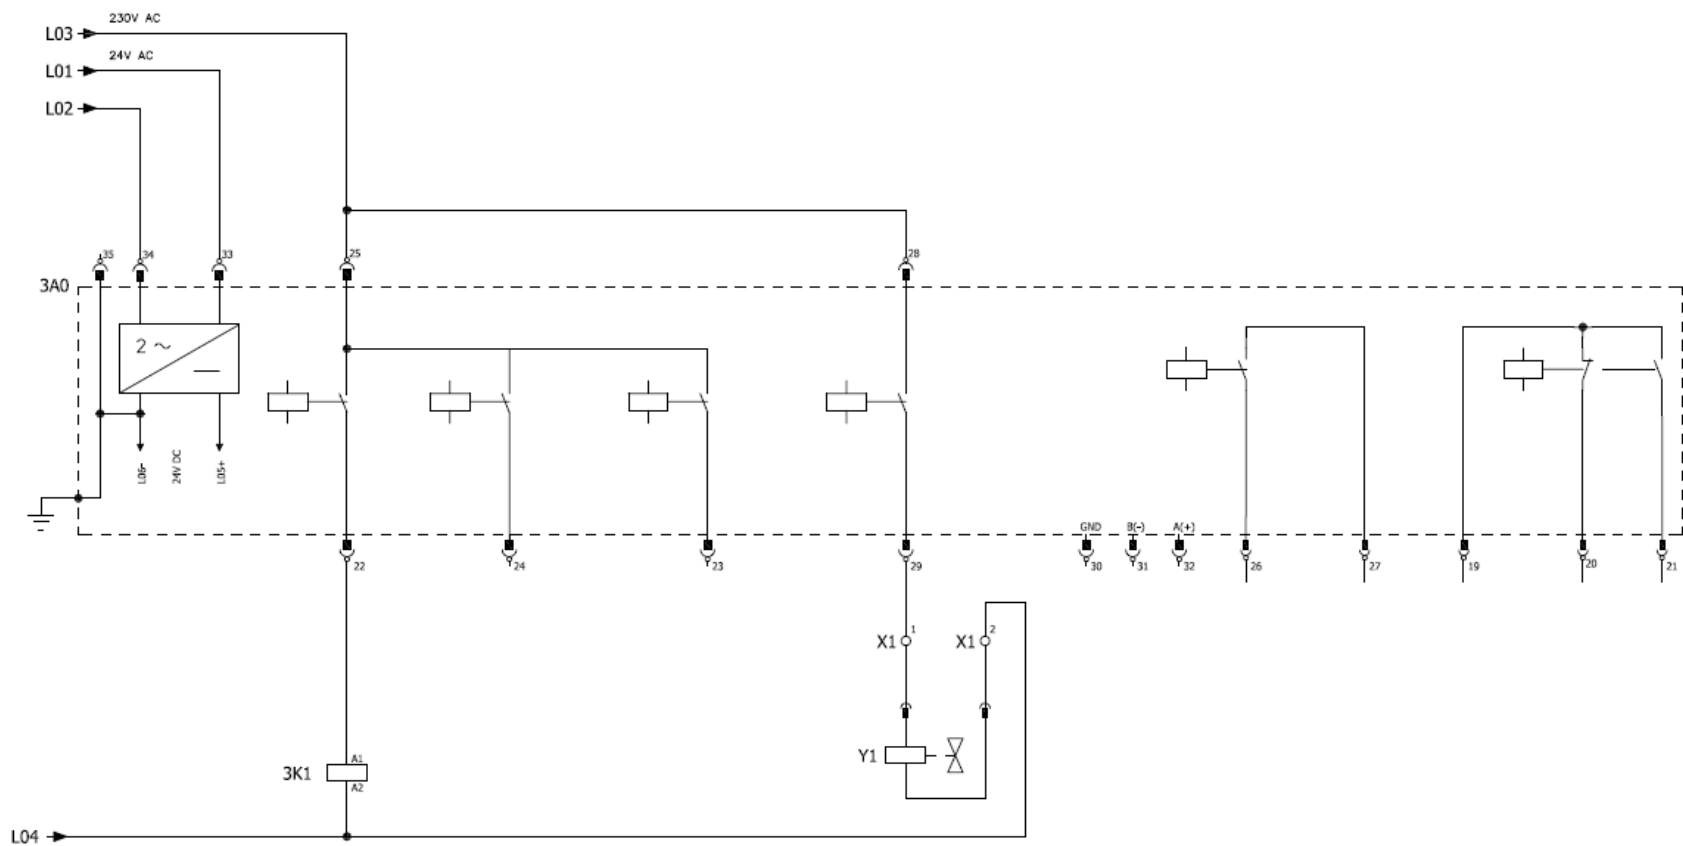 230V AC
L03
24V AC
L01
L02
35
34
33
25
28
3A0
2 ~
L06-
24V DC
L05+
GND
B(-)
A(+)
22
24
23
29
30
31
32
26
27
19
20
21
X1
1
X1
2
Y1
3K1
A1
A2
L04